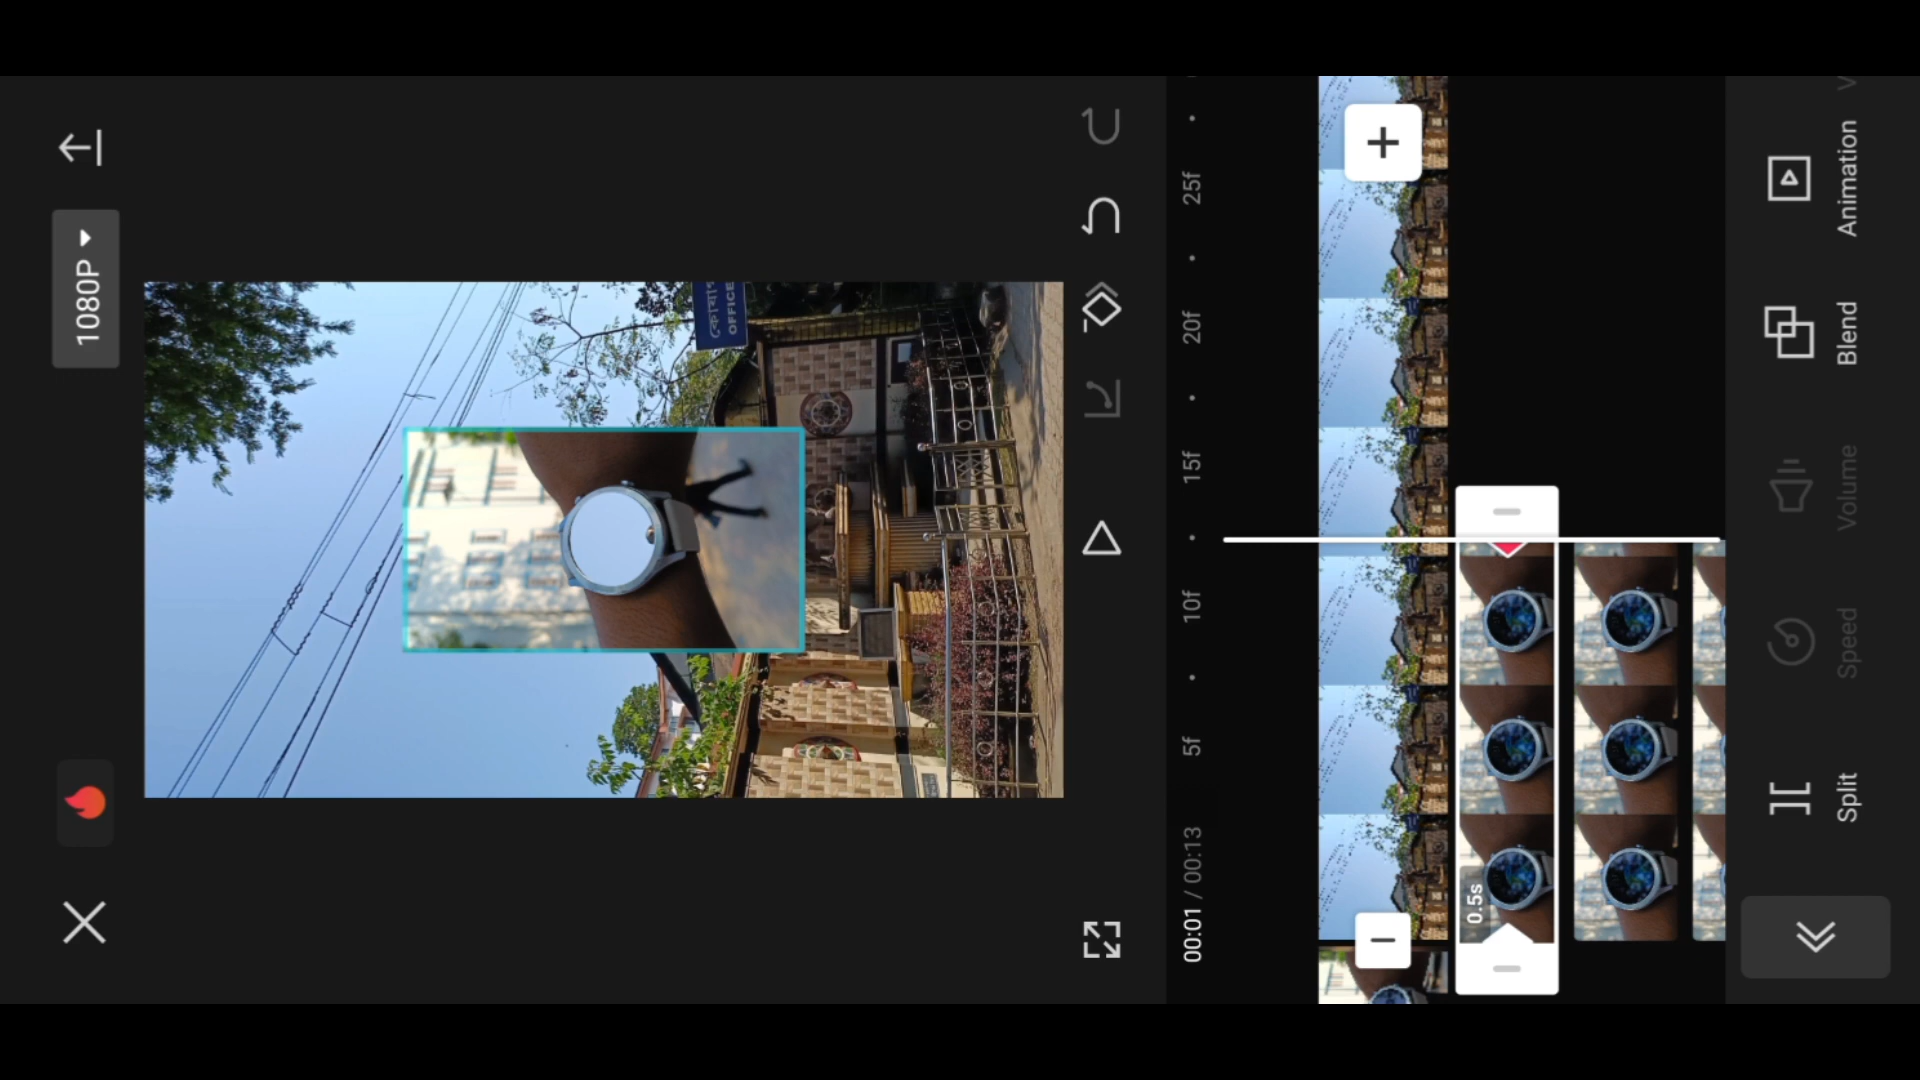 1080P
কোষাধ
OFFICE
00:01 / 00:13
5f
10f
15f
20f
25f
0.5s
Split
Speed
Volume
Blend
Animation
V